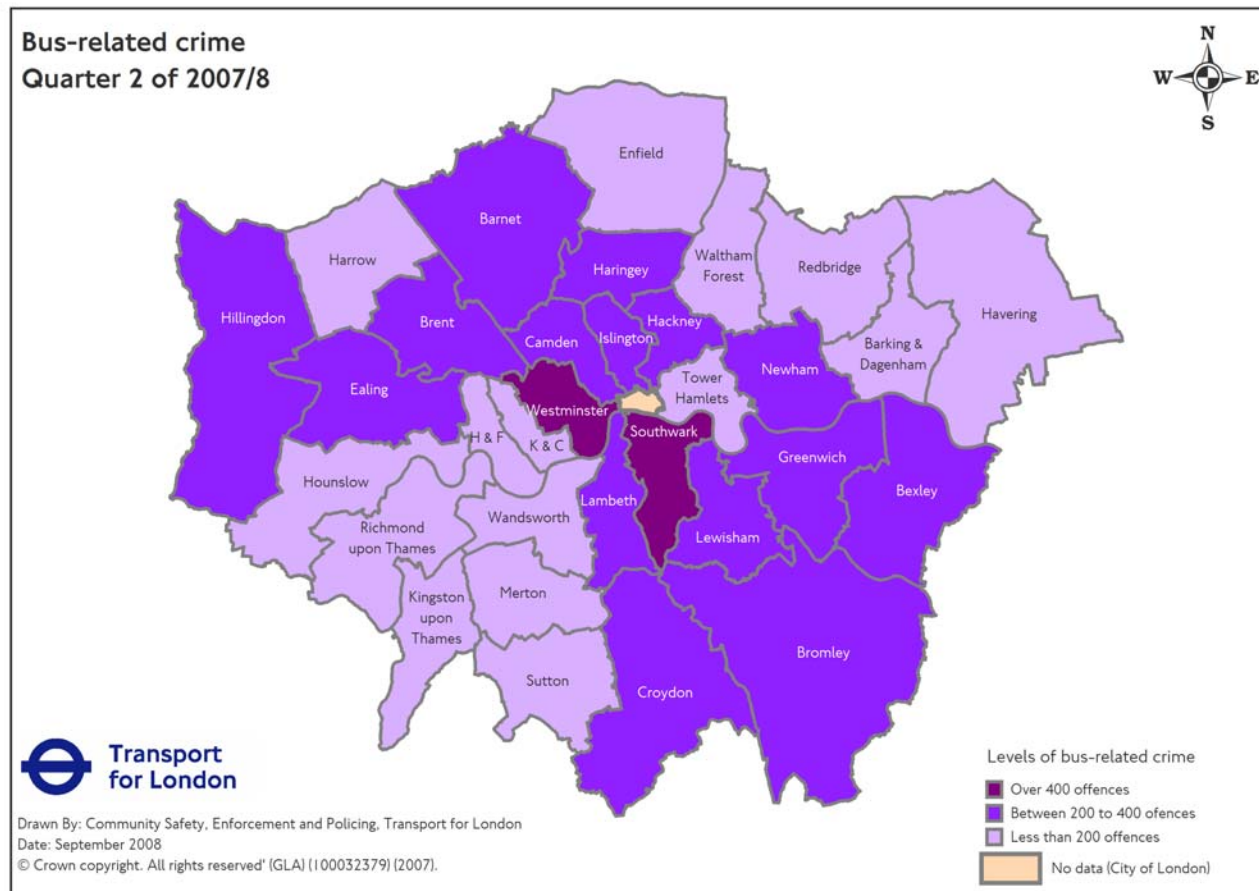 Bus-related crime
Quarter 2 of 2007/8
N
W
E
S
Enfield
Barnet
Harrow
Haringey
Waltham
Forest
Redbridge
Havering
Hillingdon
Brent
Camden
Islington
Hackney
Barking &
Dagenham
Ealing
Newham
Tower
Hamlets
Westminster
Southwark
H & F
K & C
Greenwich
Hounslow
Bexley
Lambeth
Wandsworth
Richmond
upon Thames
Lewisham
Kingston
upon
Thames
Merton
Bromley
Sutton
Croydon
Transport
for London
Levels of bus-related crime
Over 400 offences
Between 200 to 400 ofences
Less than 200 offences
No data (City of London)
Drawn By: Community Safety, Enforcement and Policing, Transport for London
Date: September 2008
© Crown copyright. All rights reserved' (GLA) (100032379) (2007).